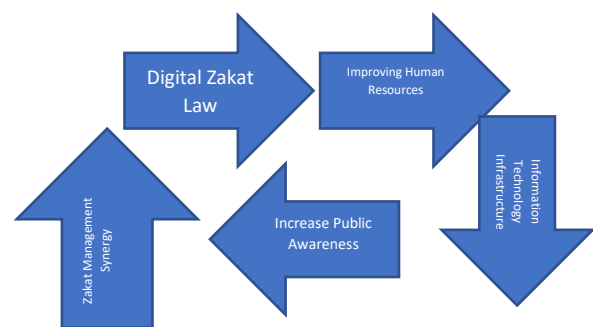 Digital Zakat
Law
Improving Human
Resources
Information
Technology
Infrastructure
Increase Public
Awareness
Zakat Management
Synergy